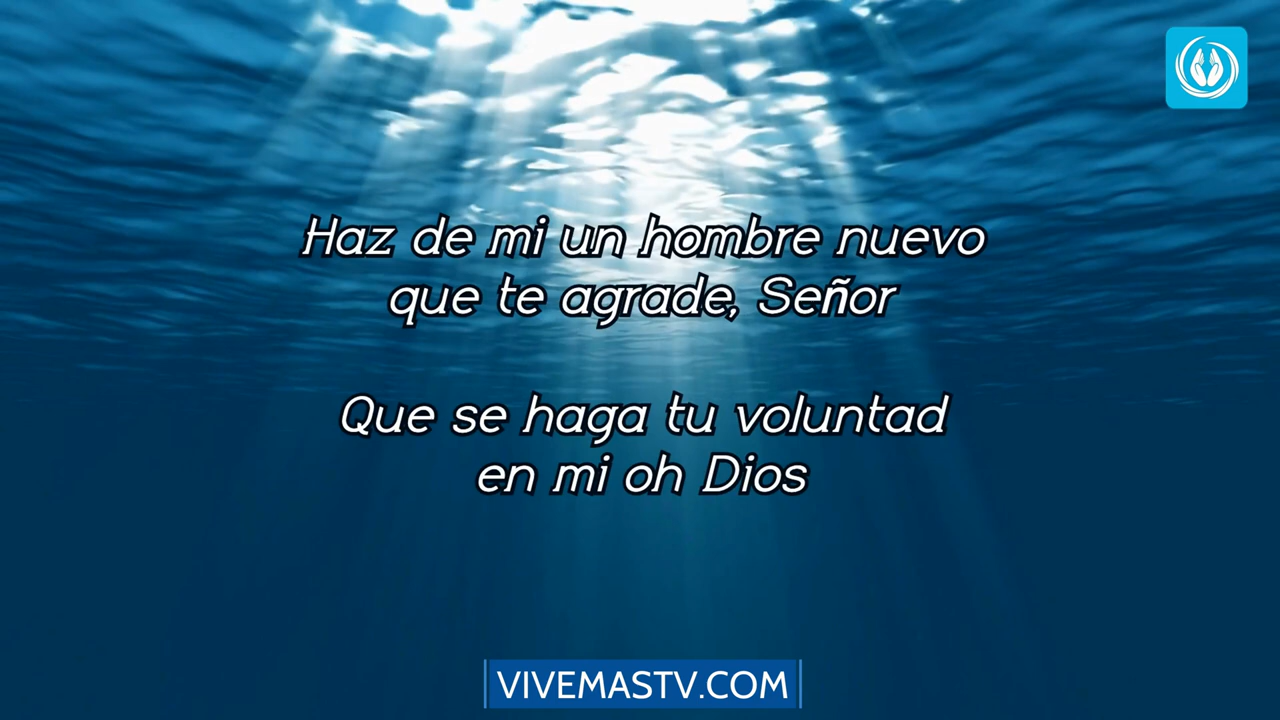 Haz de mi un hombre nuevo
que te agrade, Señor
Que se haga tu voluntad
en mi oh Dios
VIVEMASTV.COM